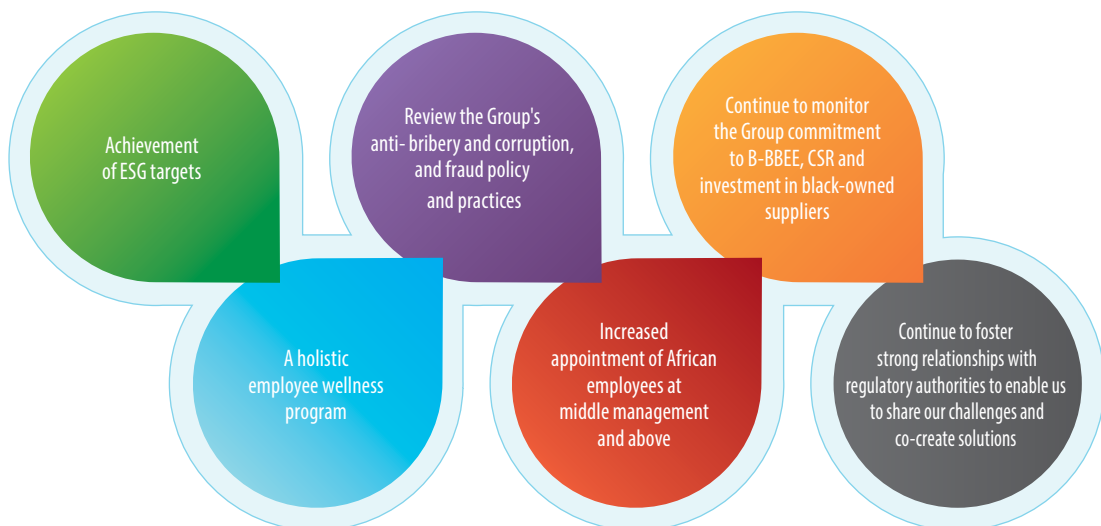 Achievement
of ESG targets
A holistic
employee wellness
program
Review the Group's
anti- bribery and corruption,
and fraud policy
and practices
Increased
appointment of African
employees at
middle management
and above
Continue to monitor
the Group commitment
to B-BBEE, CSR and
investment in black-owned
suppliers
Continue to foster
strong relationships with
regulatory authorities to enable us
to share our challenges and
co-create solutions